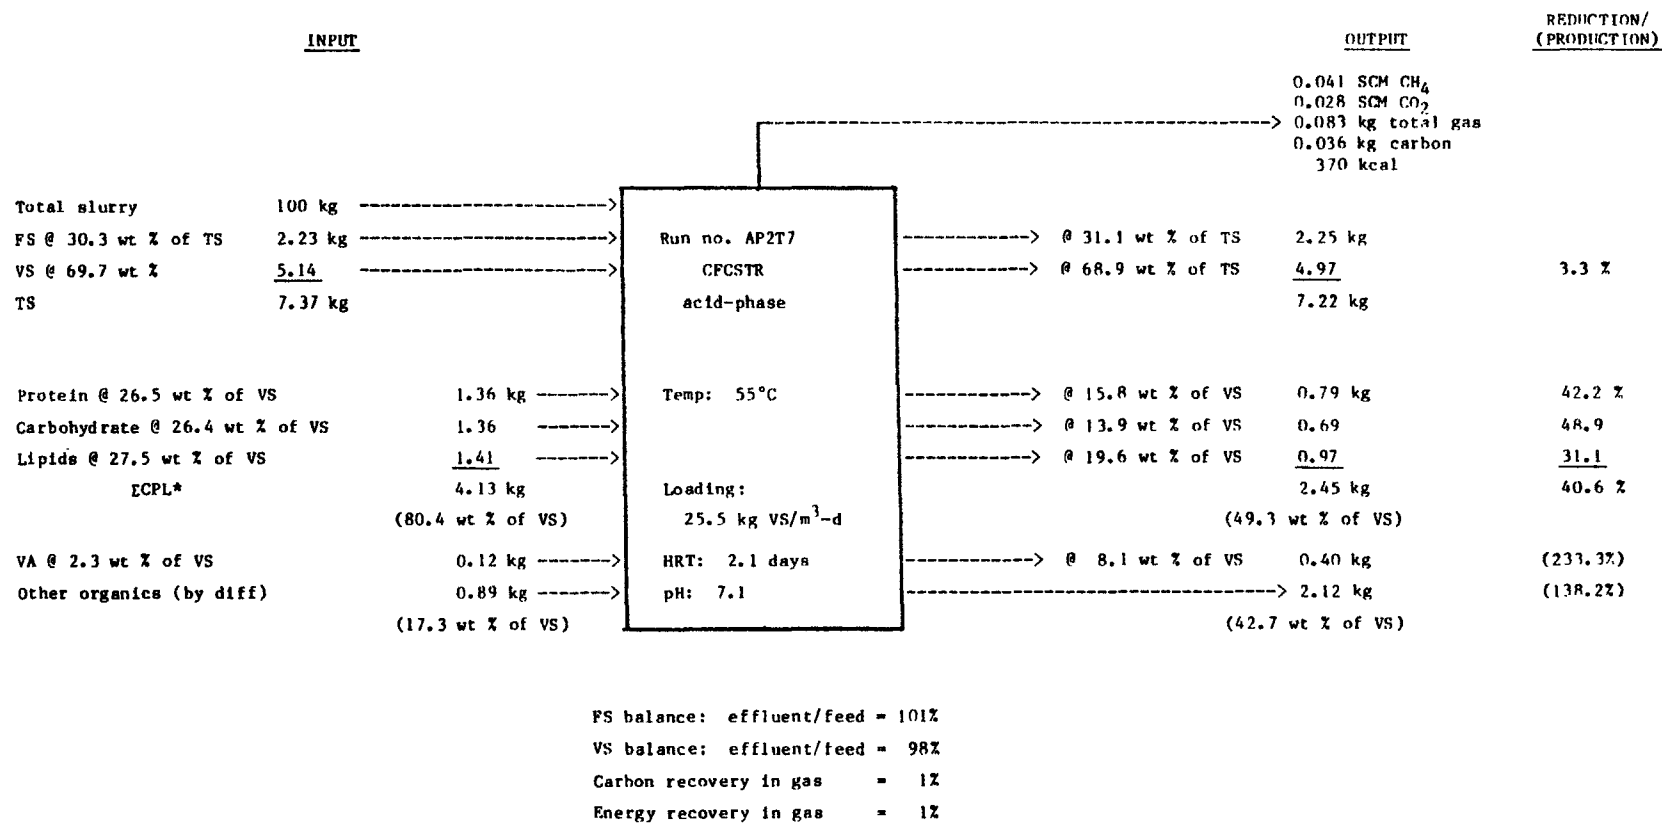 INPUT OUTPUT REDUCTION/
(PRODUCTION)
0.041 SCM CH4
0.028 SCM CO2
0.083 kg total gas
0.036 kg carbon
370 kcal
Total slurry 100 kg
FS @ 30.3 wt % of TS 2.23 kg Run no. AP2T7 @ 31.1 wt % of TS 2.25 kg
VS @ 69.7 wt % 5.14 CFCSTR @ 68.9 wt % of TS 4.97 3.3 %
TS 7.37 kg acid-phase 7.22 kg
Protein @ 26.5 wt % of VS 1.36 kg Temp: 55°C @ 15.8 wt % of VS 0.79 kg 42.2 %
Carbohydrate @ 26.4 wt % of VS 1.36 @ 13.9 wt % of VS 0.69 48.9
Lipids @ 27.5 wt % of VS 1.41 @ 19.6 wt % of VS 0.97 31.1
ΣCPL* 4.13 kg Loading: 2.45 kg 40.6 %
(80.4 wt % of VS) 25.5 kg VS/m3-d (49.3 wt % of VS)
VA @ 2.3 wt % of VS 0.12 kg HRT: 2.1 days @ 8.1 wt % of VS 0.40 kg (233.3%)
Other organics (by diff) 0.89 kg pH: 7.1 2.12 kg (138.2%)
(17.3 wt % of VS) (42.7 wt % of VS)
FS balance: effluent/feed = 101%
VS balance: effluent/feed = 98%
Carbon recovery in gas = 1%
Energy recovery in gas = 1%